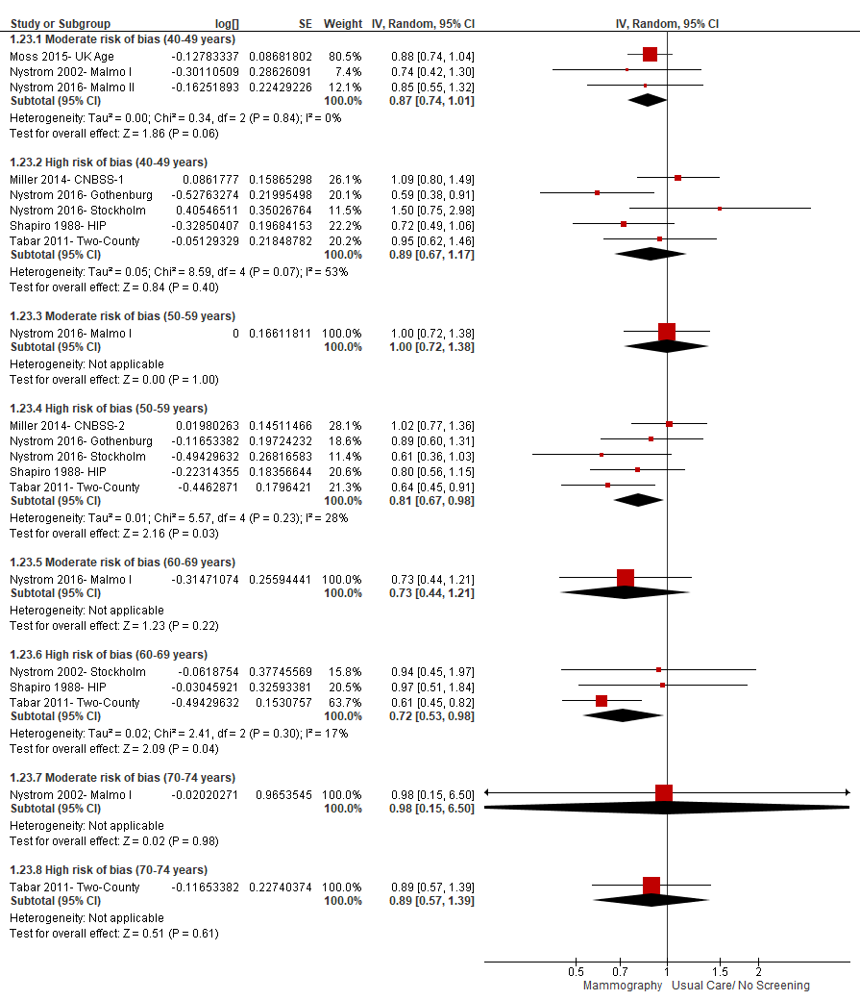 Study or Subgroup log[] SE Weight IV, Random, 95% CI IV, Random, 95% CI
1.23.1 Moderate risk of bias (40-49 years)
Moss 2015- UK Age -0.12783337 0.08681802 80.5% 0.88 [0.74, 1.04]
Nystrom 2002- Malmo I -0.30110509 0.28626091 7.4% 0.74 [0.42, 1.30]
Nystrom 2016- Malmo II -0.16251893 0.22429226 12.1% 0.85 [0.55, 1.32]
Subtotal (95% CI) 100.0% 0.87 [0.74, 1.01]
Heterogeneity: Tau² = 0.00; Chi² = 0.34, df = 2 (P = 0.84); I² = 0%
Test for overall effect: Z = 1.86 (P = 0.06)
1.23.2 High risk of bias (40-49 years)
Miller 2014- CNBSS-1 0.0861777 0.15865298 26.1% 1.09 [0.80, 1.49]
Nystrom 2016- Gothenburg -0.52763274 0.21995498 20.1% 0.59 [0.38, 0.91]
Nystrom 2016- Stockholm 0.40546511 0.35026764 11.5% 1.50 [0.75, 2.98]
Shapiro 1988- HIP -0.32850407 0.19684153 22.2% 0.72 [0.49, 1.06]
Tabar 2011- Two-County -0.05129329 0.21848782 20.2% 0.95 [0.62, 1.46]
Subtotal (95% CI) 100.0% 0.89 [0.67, 1.17]
Heterogeneity: Tau² = 0.05; Chi² = 8.59, df = 4 (P = 0.07); I² = 53%
Test for overall effect: Z = 0.84 (P = 0.40)
1.23.3 Moderate risk of bias (50-59 years)
Nystrom 2016- Malmo I 0 0.16611811 100.0% 1.00 [0.72, 1.38]
Subtotal (95% CI) 100.0% 1.00 [0.72, 1.38]
Heterogeneity: Not applicable
Test for overall effect: Z = 0.00 (P = 1.00)
1.23.4 High risk of bias (50-59 years)
Miller 2014- CNBSS-2 0.01980263 0.14511466 28.1% 1.02 [0.77, 1.36]
Nystrom 2016- Gothenburg -0.11653382 0.19724232 18.6% 0.89 [0.60, 1.31]
Nystrom 2016- Stockholm -0.49429632 0.26816583 11.4% 0.61 [0.36, 1.03]
Shapiro 1988- HIP -0.22314355 0.18356644 20.6% 0.80 [0.56, 1.15]
Tabar 2011- Two-County -0.4462871 0.1796421 21.3% 0.64 [0.45, 0.91]
Subtotal (95% CI) 100.0% 0.81 [0.67, 0.98]
Heterogeneity: Tau² = 0.01; Chi² = 5.57, df = 4 (P = 0.23); I² = 28%
Test for overall effect: Z = 2.16 (P = 0.03)
1.23.5 Moderate risk of bias (60-69 years)
Nystrom 2016- Malmo I -0.31471074 0.25594441 100.0% 0.73 [0.44, 1.21]
Subtotal (95% CI) 100.0% 0.73 [0.44, 1.21]
Heterogeneity: Not applicable
Test for overall effect: Z = 1.23 (P = 0.22)
1.23.6 High risk of bias (60-69 years)
Nystrom 2002- Stockholm -0.0618754 0.37745569 15.8% 0.94 [0.45, 1.97]
Shapiro 1988- HIP -0.03045921 0.32593381 20.5% 0.97 [0.51, 1.84]
Tabar 2011- Two-County -0.49429632 0.1530757 63.7% 0.61 [0.45, 0.82]
Subtotal (95% CI) 100.0% 0.72 [0.53, 0.98]
Heterogeneity: Tau² = 0.02; Chi² = 2.41, df = 2 (P = 0.30); I² = 17%
Test for overall effect: Z = 2.09 (P = 0.04)
1.23.7 Moderate risk of bias (70-74 years)
Nystrom 2002- Malmo I -0.02020271 0.9653545 100.0% 0.98 [0.15, 6.50]
Subtotal (95% CI) 100.0% 0.98 [0.15, 6.50]
Heterogeneity: Not applicable
Test for overall effect: Z = 0.02 (P = 0.98)
1.23.8 High risk of bias (70-74 years)
Tabar 2011- Two-County -0.11653382 0.22740374 100.0% 0.89 [0.57, 1.39]
Subtotal (95% CI) 100.0% 0.89 [0.57, 1.39]
Heterogeneity: Not applicable
Test for overall effect: Z = 0.51 (P = 0.61)
0.5 0.7 1 1.5 2
Mammography Usual Care/ No Screening